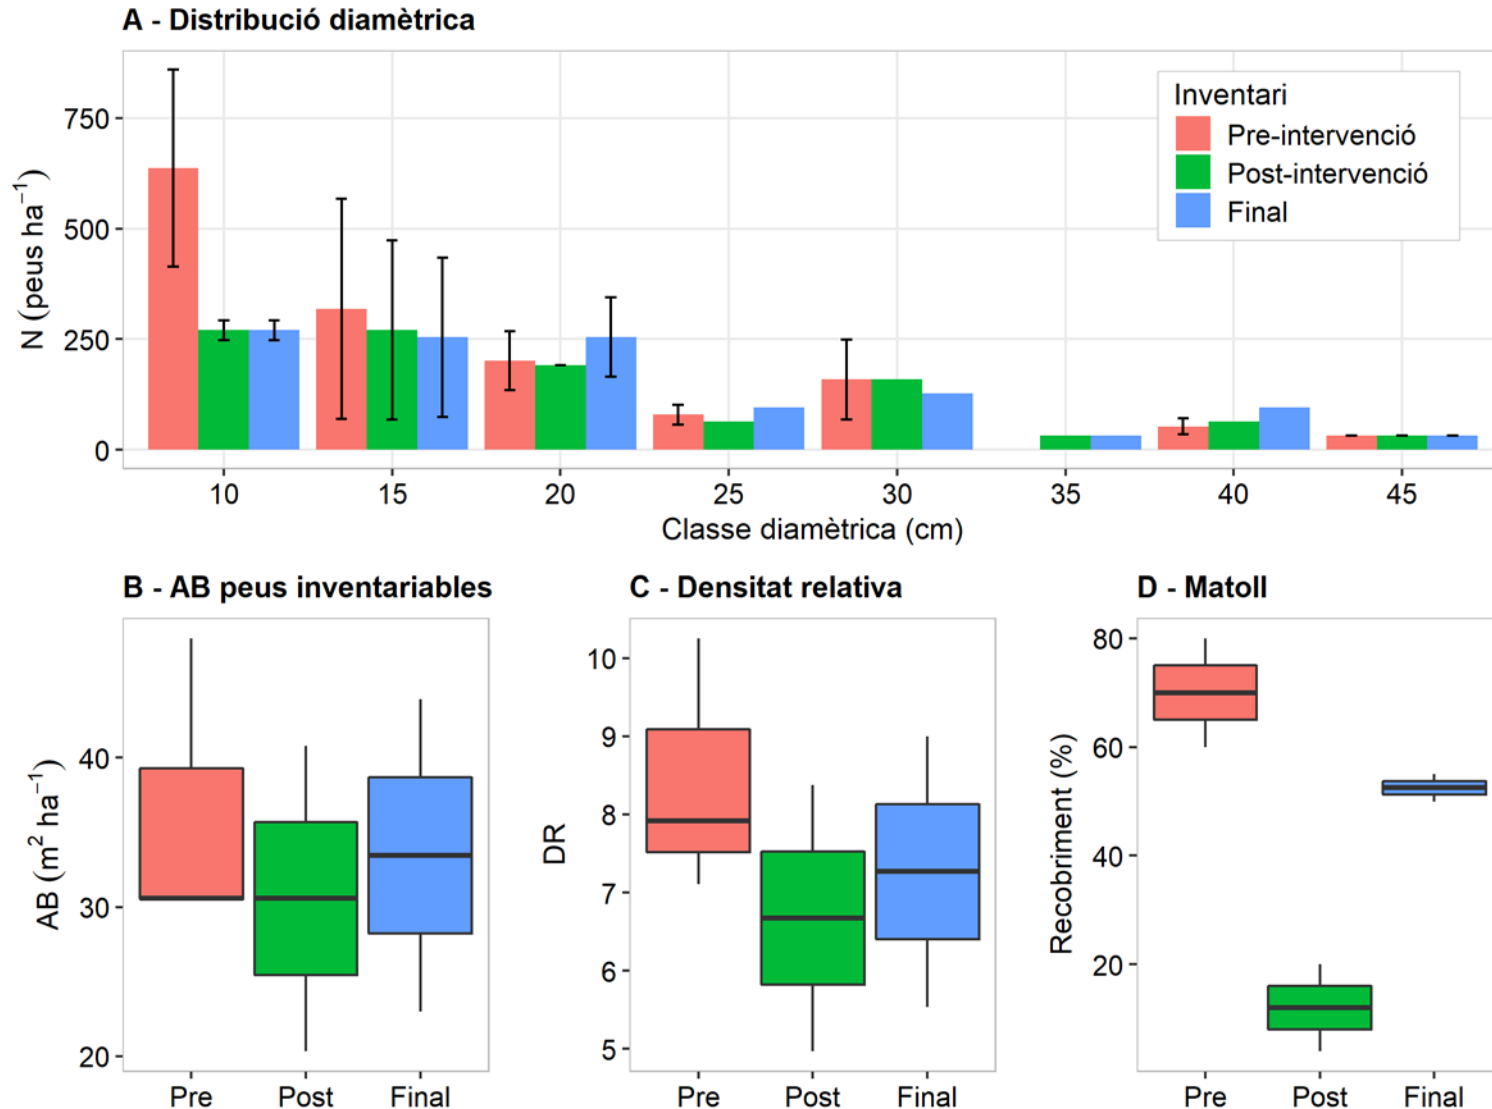 A - Distribució diamètrica
N (peus ha⁻¹)
750
500
250
0
Inventari
Pre-intervenció
Post-intervenció
Final
10 15 20 25 30 35 40 45
Classe diamètrica (cm)
B - AB peus inventariables
AB (m² ha⁻¹)
40
30
20
Pre Post Final
C - Densitat relativa
DR
10
9
8
7
6
5
Pre Post Final
D - Matoll
Recobriment (%)
80
60
40
20
Pre Post Final